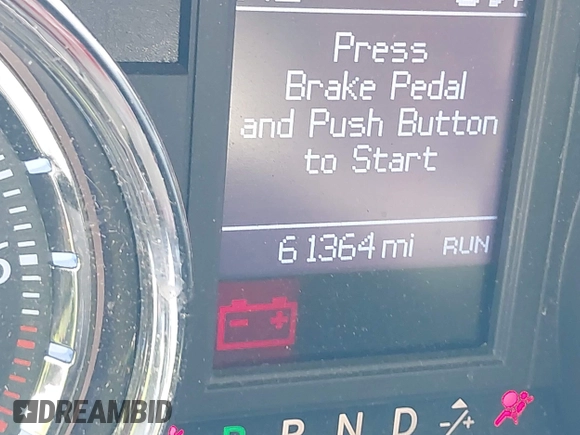 Press
Brake Pedal
and Push Button
to Start
61364 mi RUN
P R N D
DREAMBID